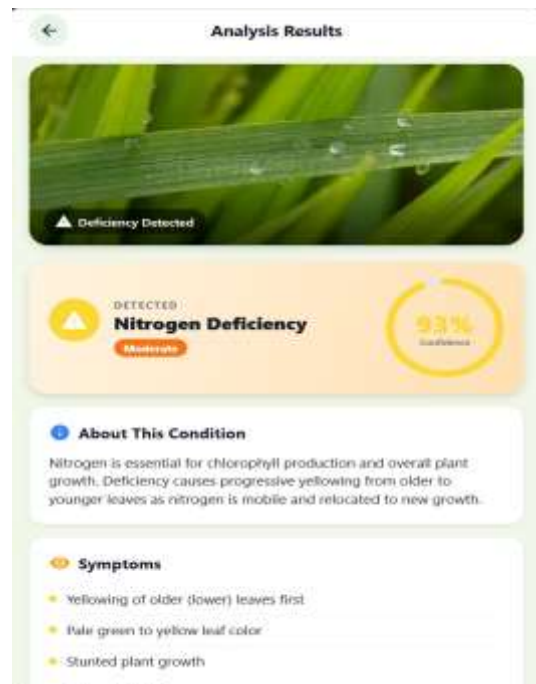 Analysis Results
Deficiency Detected
DETECTED
Nitrogen Deficiency
Moderate
93%
Confidence
About This Condition
Nitrogen is essential for chlorophyll production and overall plant
growth. Deficiency causes progressive yellowing from older to
younger leaves as nitrogen is mobile and relocated to new growth.
Symptoms
Yellowing of older (lower) leaves first
Pale green to yellow leaf color
Stunted plant growth